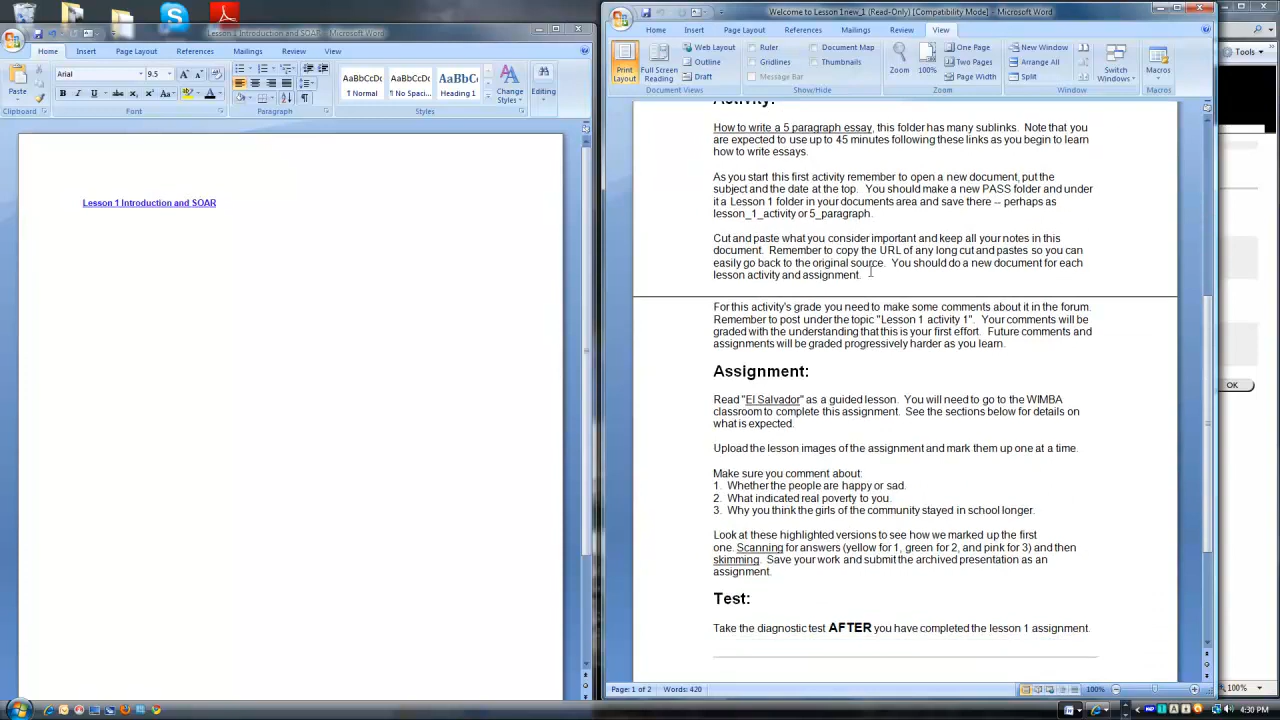 Lesson 1 Introduction and SOAR - Microsoft Word
Home Insert Page Layout References Mailings Review View
Paste
Arial 9.5
AaBbCcDc AaBbCcDc AaBbC
¶ 1 Normal ¶ No Spaci... Heading 1
Change Styles
Editing
Clipboard Font Paragraph Styles
Lesson 1 Introduction and SOAR
Welcome to Lesson 1new_1 (Read-Only) [Compatibility Mode] - Microsoft Word
Home Insert Page Layout References Mailings Review View
Print Layout
Full Screen Reading
Web Layout
Outline
Draft
Ruler
Gridlines
Message Bar
Document Map
Thumbnails
Zoom
100%
One Page
Two Pages
Page Width
New Window
Arrange All
Split
Switch Windows
Macros
Document Views Show/Hide Zoom Window Macros
Activity:
How to write a 5 paragraph essay, this folder has many sublinks. Note that you
are expected to use up to 45 minutes following these links as you begin to learn
how to write essays.
As you start this first activity remember to open a new document, put the
subject and the date at the top. You should make a new PASS folder and under
it a Lesson 1 folder in your documents area and save there -- perhaps as
lesson_1_activity or 5_paragraph.
Cut and paste what you consider important and keep all your notes in this
document. Remember to copy the URL of any long cut and pastes so you can
easily go back to the original source. You should do a new document for each
lesson activity and assignment.
For this activity's grade you need to make some comments about it in the forum.
Remember to post under the topic "Lesson 1 activity 1". Your comments will be
graded with the understanding that this is your first effort. Future comments and
assignments will be graded progressively harder as you learn.
Assignment:
Read "El Salvador" as a guided lesson. You will need to go to the WIMBA
classroom to complete this assignment. See the sections below for details on
what is expected.
Upload the lesson images of the assignment and mark them up one at a time.
Make sure you comment about:
1. Whether the people are happy or sad.
2. What indicated real poverty to you.
3. Why you think the girls of the community stayed in school longer.
Look at these highlighted versions to see how we marked up the first
one. Scanning for answers (yellow for 1, green for 2, and pink for 3) and then
skimming. Save your work and submit the archived presentation as an
assignment.
Test:
Take the diagnostic test AFTER you have completed the lesson 1 assignment.
Page: 1 of 2 Words: 420
100%
Tools
OK
100%
4:30 PM